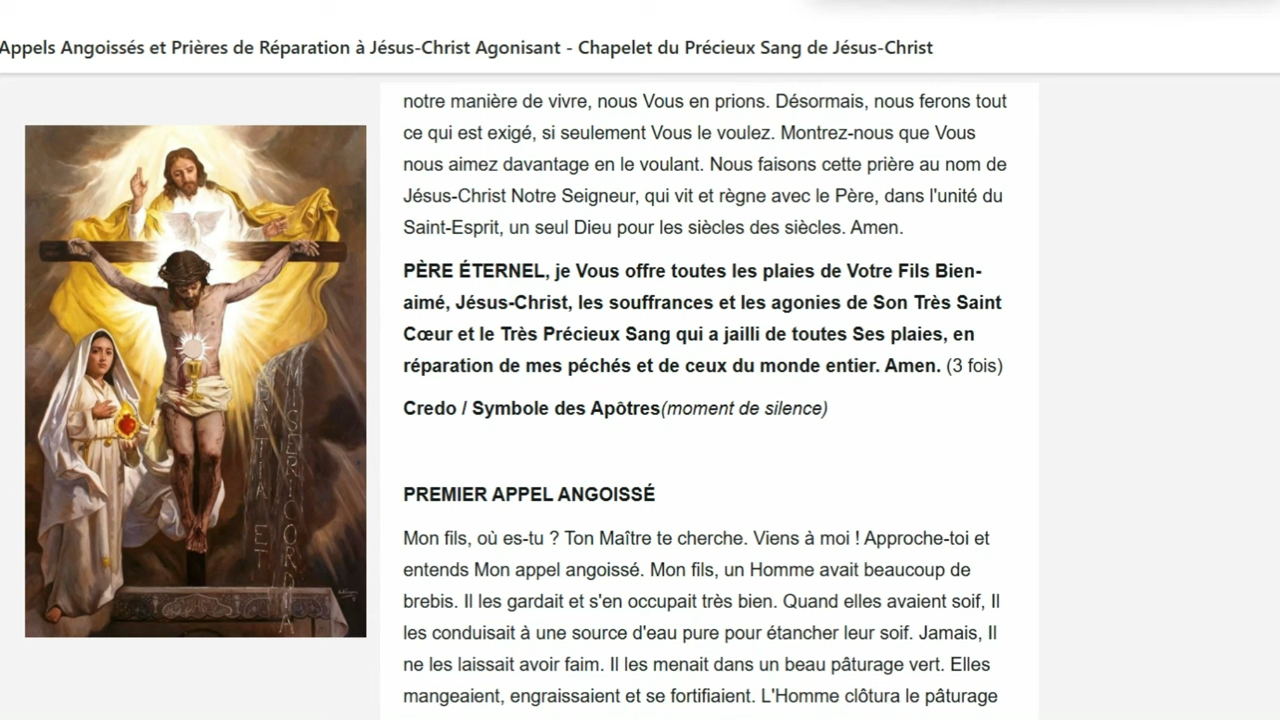 Appels Angoissés et Prières de Réparation à Jésus-Christ Agonisant - Chapelet du Précieux Sang de Jésus-Christ
notre manière de vivre, nous Vous en prions. Désormais, nous ferons tout
ce qui est exigé, si seulement Vous le voulez. Montrez-nous que Vous
nous aimez davantage en le voulant. Nous faisons cette prière au nom de
Jésus-Christ Notre Seigneur, qui vit et règne avec le Père, dans l'unité du
Saint-Esprit, un seul Dieu pour les siècles des siècles. Amen.
PÈRE ÉTERNEL, je Vous offre toutes les plaies de Votre Fils Bien-
aimé, Jésus-Christ, les souffrances et les agonies de Son Très Saint
Cœur et le Très Précieux Sang qui a jailli de toutes Ses plaies, en
réparation de mes péchés et de ceux du monde entier. Amen. (3 fois)
Credo / Symbole des Apôtres(moment de silence)
PREMIER APPEL ANGOISSÉ
Mon fils, où es-tu ? Ton Maître te cherche. Viens à moi ! Approche-toi et
entends Mon appel angoissé. Mon fils, un Homme avait beaucoup de
brebis. Il les gardait et s'en occupait très bien. Quand elles avaient soif, Il
les conduisait à une source d'eau pure pour étancher leur soif. Jamais, Il
ne les laissait avoir faim. Il les menait dans un beau pâturage vert. Elles
mangeaient, engraissaient et se fortifiaient. L'Homme clôtura le pâturage
GRATIA ET
MISERICORDIA